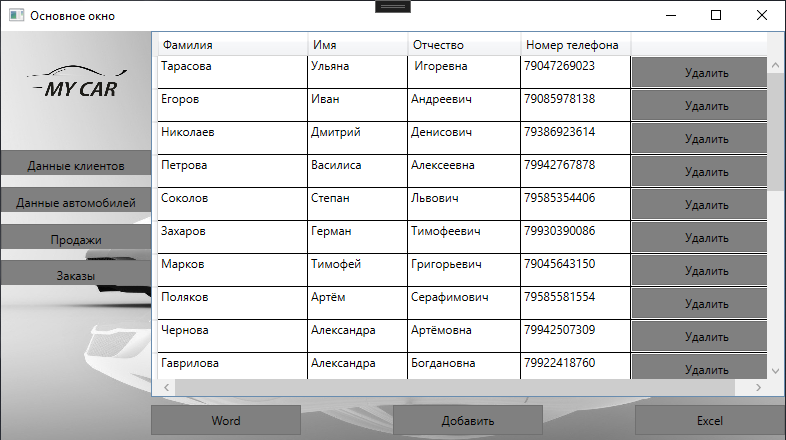 Основное окно
MY CAR
Данные клиентов
Данные автомобилей
Продажи
Заказы
Фамилия Имя Отчество Номер телефона
Тарасова Ульяна Игоревна 79047269023 Удалить
Егоров Иван Андреевич 79085978138 Удалить
Николаев Дмитрий Денисович 79386923614 Удалить
Петрова Василиса Алексеевна 79942767878 Удалить
Соколов Степан Львович 79585354406 Удалить
Захаров Герман Тимофеевич 79930390086 Удалить
Марков Тимофей Григорьевич 79045643150 Удалить
Поляков Артём Серафимович 79585581554 Удалить
Чернова Александра Артёмовна 79942507309 Удалить
Гаврилова Александра Богдановна 79922418760 Удалить
Word Добавить Excel